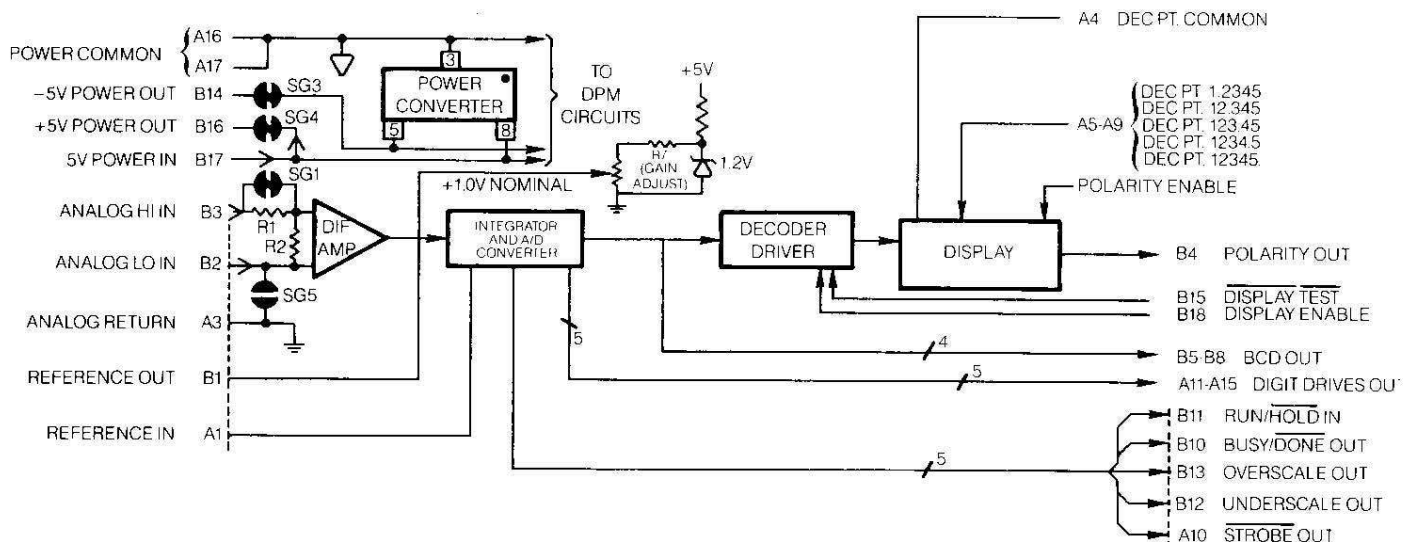 POWER COMMON
A16
A17
-5V POWER OUT B14
SG3
+5V POWER OUT B16
SG4
5V POWER IN B17
SG1
ANALOG HI IN B3
R1
R2
ANALOG LO IN B2
SG5
ANALOG RETURN A3
REFERENCE OUT B1
REFERENCE IN A1
3
POWER
CONVERTER
5
8
TO
DPM
CIRCUITS
+5V
R7
(GAIN
ADJUST)
1.2V
+1.0V NOMINAL
DIF
AMP
INTEGRATOR
AND A/D
CONVERTER
DECODER
DRIVER
DISPLAY
A4 DEC PT. COMMON
A5-A9
DEC PT. 1.2345
DEC PT. 12.345
DEC PT. 123.45
DEC PT. 1234.5
DEC PT. 12345.
POLARITY ENABLE
B4 POLARITY OUT
B15 DISPLAY TEST
B18 DISPLAY ENABLE
5
4
B5-B8 BCD OUT
5
A11-A15 DIGIT DRIVES OU
B11 RUN/HOLD IN
B10 BUSY/DONE OUT
5
B13 OVERSCALE OUT
B12 UNDERSCALE OUT
A10 STROBE OUT